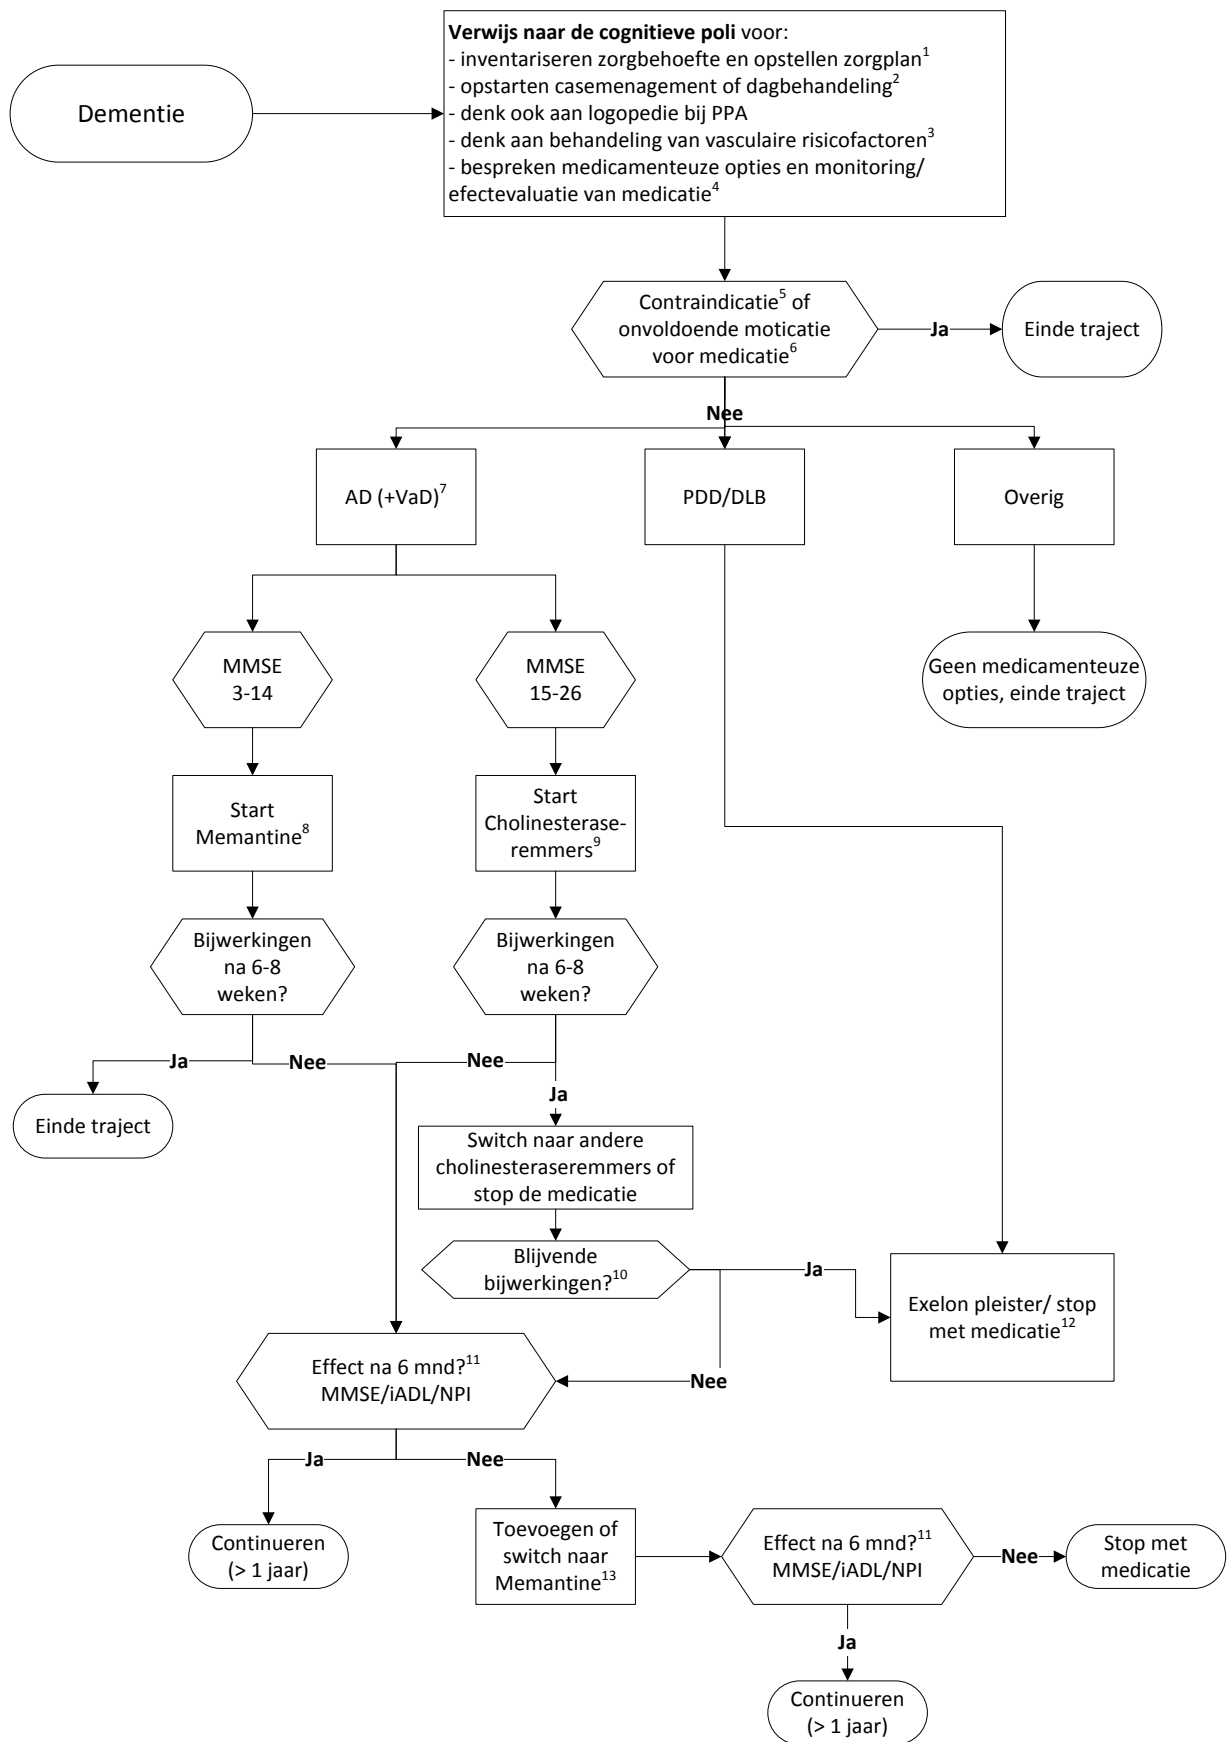 Verwijs naar de cognitieve poli voor:
- inventariseren zorgbehoefte en opstellen zorgplan1
- opstarten casemenagement of dagbehandeling2
- denk ook aan logopedie bij PPA
- denk aan behandeling van vasculaire risicofactoren3
- bespreken medicamenteuze opties en monitoring/
efectevaluatie van medicatie4
Dementie
Contraindicatie5 of
onvoldoende moticatie
voor medicatie6
Ja
Einde traject
Nee
AD (+VaD)7
PDD/DLB
Overig
MMSE
3-14
MMSE
15-26
Geen medicamenteuze
opties, einde traject
Start
Memantine8
Start
Cholinesterase-
remmers9
Bijwerkingen
na 6-8
weken?
Bijwerkingen
na 6-8
weken?
Ja
Nee
Nee
Ja
Einde traject
Switch naar andere
cholinesteraseremmers of
stop de medicatie
Blijvende
bijwerkingen?10
Ja
Exelon pleister/ stop
met medicatie12
Nee
Effect na 6 mnd?11
MMSE/iADL/NPI
Ja
Nee
Continueren
(> 1 jaar)
Toevoegen of
switch naar
Memantine13
Effect na 6 mnd?11
MMSE/iADL/NPI
Nee
Stop met
medicatie
Ja
Continueren
(> 1 jaar)